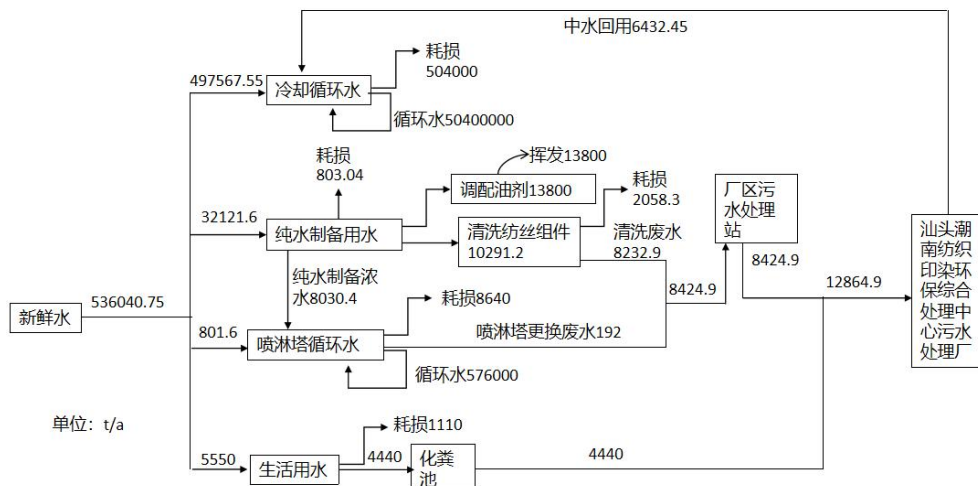 中水回用6432.45
耗损
504000
497567.55
冷却循环水
循环水50400000
耗损
803.04
挥发13800
调配油剂13800
耗损
2058.3
厂区污
水处理
站
32121.6
纯水制备用水
清洗纺丝组件
10291.2
清洗废水
8232.9
汕头潮
南纺织
印染环
保综合
处理中
心污水
处理厂
纯水制备浓
水8030.4
8424.9
8424.9
12864.9
新鲜水
536040.75
耗损8640
801.6
喷淋塔循环水
喷淋塔更换废水192
循环水576000
单位：t/a
耗损1110
5550
生活用水
4440
化粪
池
4440